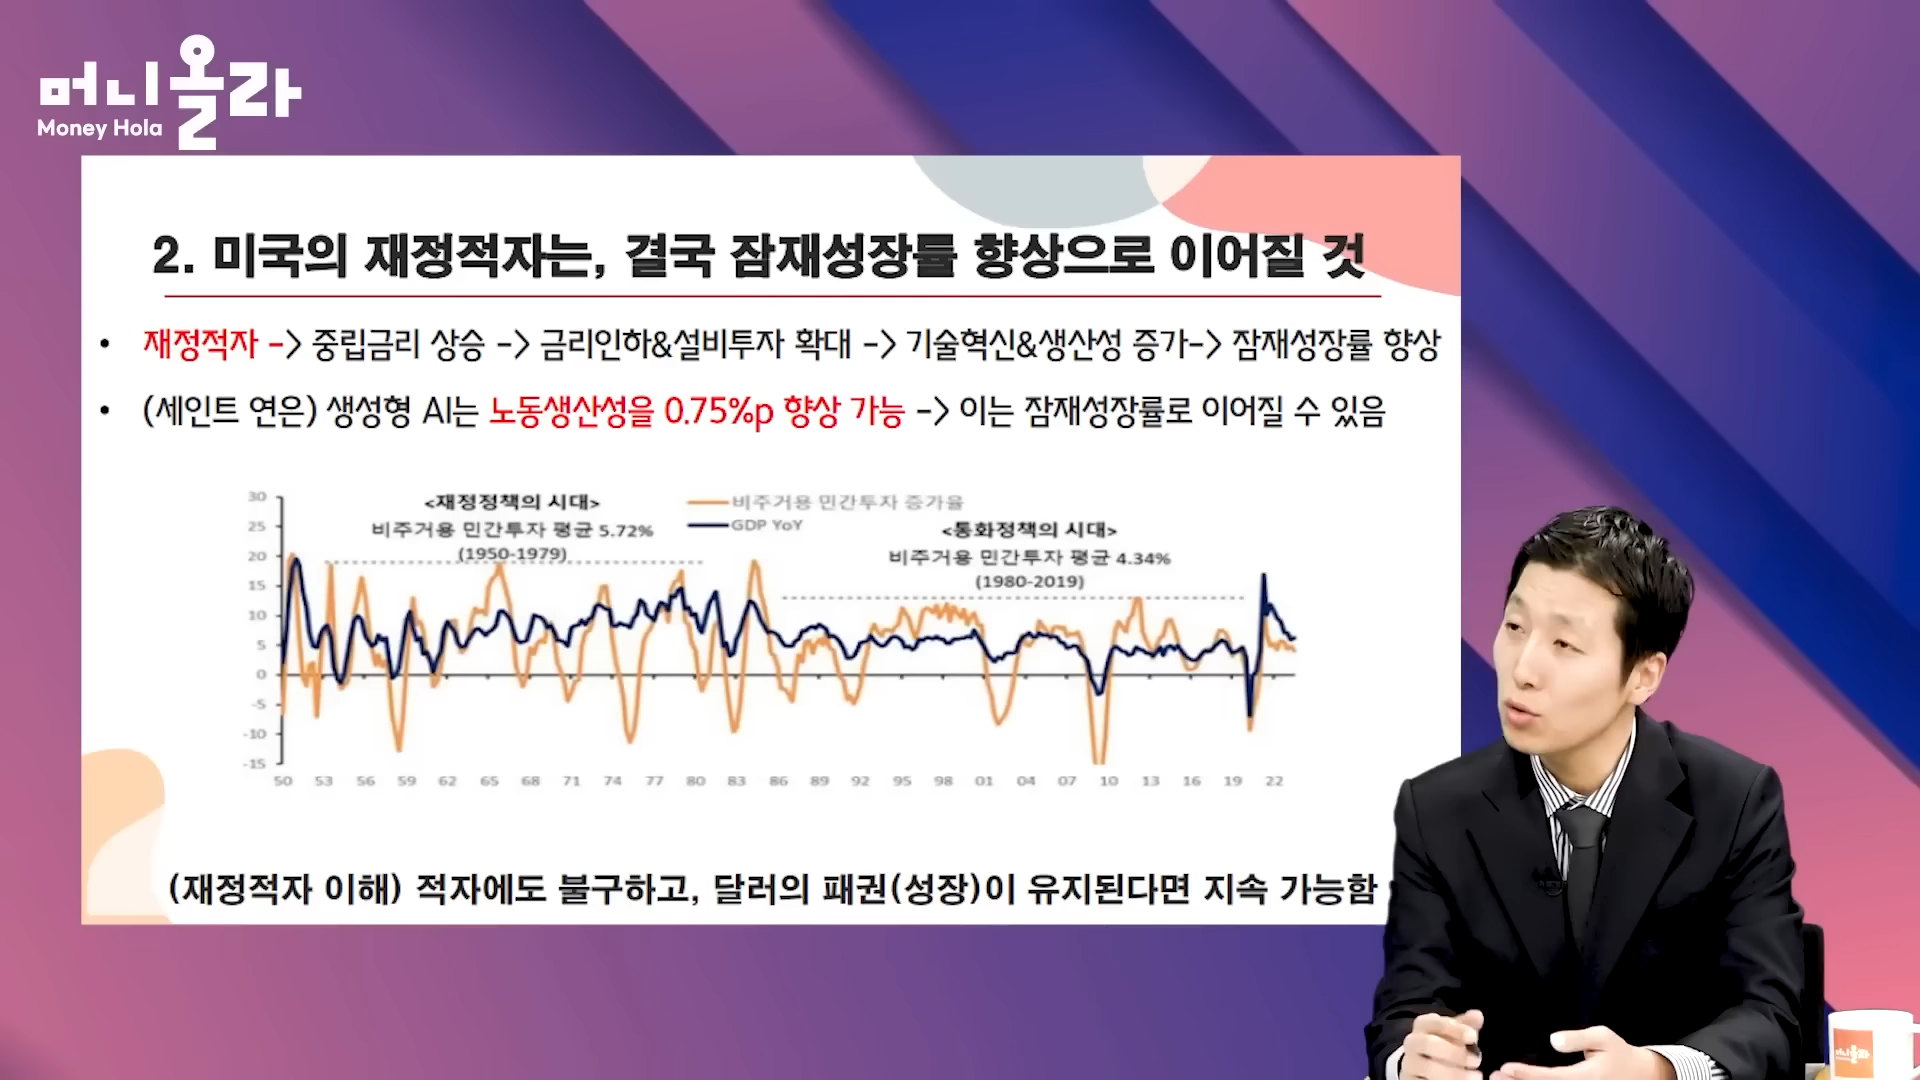 머니올라
Money Hola
2. 미국의 재정적자는, 결국 잠재성장률 향상으로 이어질 것
• 재정적자 -> 중립금리 상승 -> 금리인하&설비투자 확대 -> 기술혁신&생산성 증가-> 잠재성장률 향상
• (세인트 연은) 생성형 AI는 노동생산성을 0.75%p 향상 가능 -> 이는 잠재성장률로 이어질 수 있음
<재정정책의 시대>
비주거용 민간투자 평균 5.72%
(1950-1979)
비주거용 민간투자 증가율
GDP YoY
<통화정책의 시대>
비주거용 민간투자 평균 4.34%
(1980-2019)
30
25
20
15
10
5
0
-5
-10
-15
50 53 56 59 62 65 68 71 74 77 80 83 86 89 92 95 98 01 04 07 10 13 16 19 22
(재정적자 이해) 적자에도 불구하고, 달러의 패권(성장)이 유지된다면 지속 가능함
머니올라